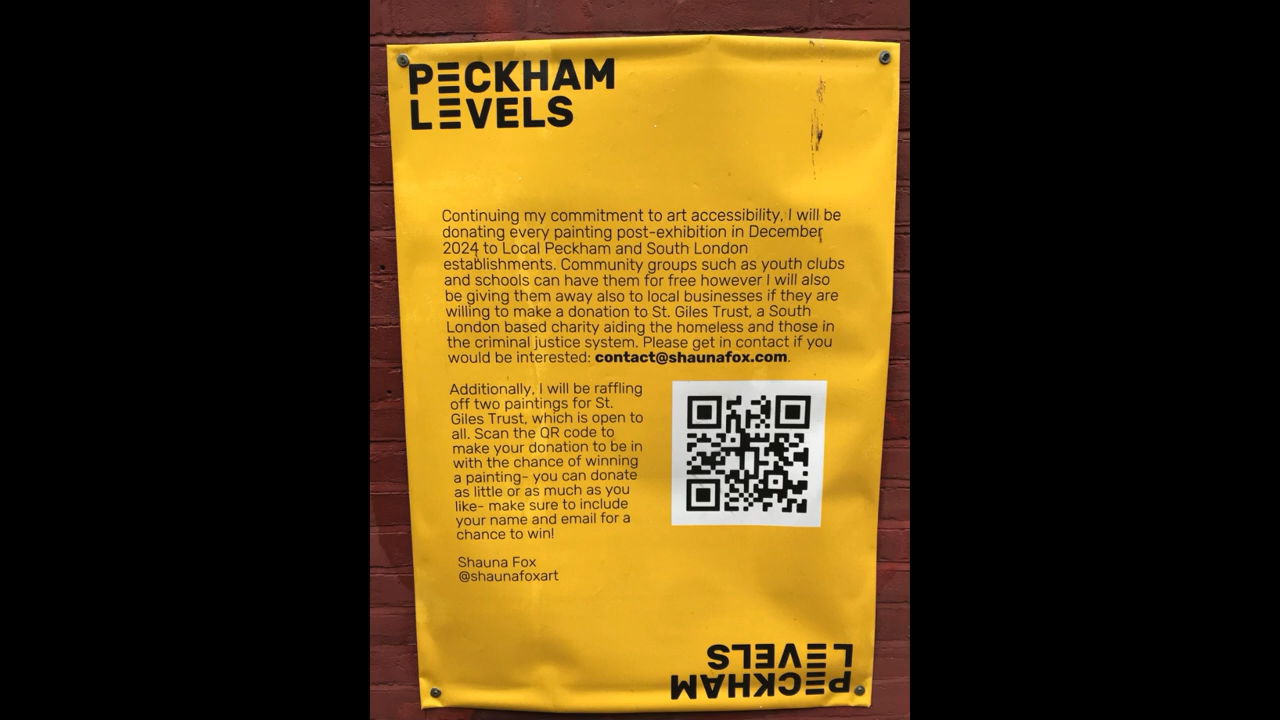 PECKHAM
LEVELS
Continuing my commitment to art accessibility, I will be
donating every painting post-exhibition in December
2024 to Local Peckham and South London
establishments. Community groups such as youth clubs
and schools can have them for free however I will also
be giving them away also to local businesses if they are
willing to make a donation to St. Giles Trust, a South
London based charity aiding the homeless and those in
the criminal justice system. Please get in contact if you
would be interested: contact@shaunafox.com.
Additionally, I will be raffling
off two paintings for St.
Giles Trust, which is open to
all. Scan the QR code to
make your donation to be in
with the chance of winning
a painting- you can donate
as little or as much as you
like- make sure to include
your name and email for a
chance to win!
Shauna Fox
@shaunafoxart
PECKHAM
LEVELS